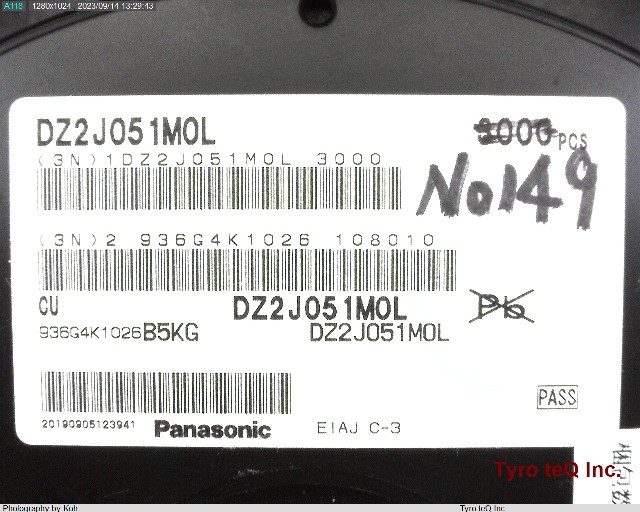 A118 1280x1024 2023/09/14 13:29:43
DZ2J051M0L
3000 PCS
(3N)1DZ2J051M0L 3000
No149
(3N)2 936G4K1026 108010
CU
DZ2J051M0L
Pb
936G4K1026B5KG
DZ2J051M0L
PASS
20190905123941
Panasonic
EIAJ C-3
Tyro teQ Inc.
Photography by Koh
Tyro teQ Inc